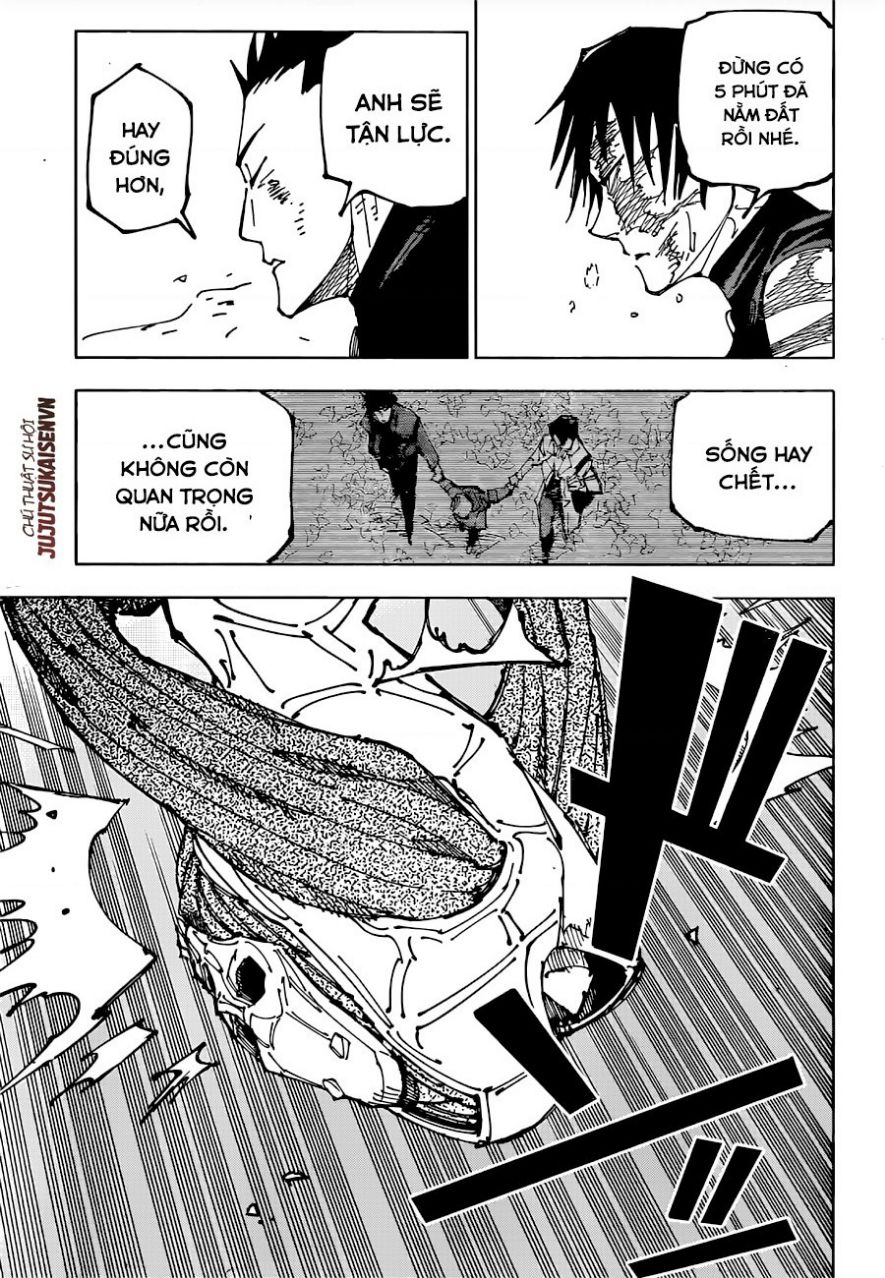 ĐỪNG CÓ
5 PHÚT ĐÃ
NẰM ĐẤT
RỒI NHÉ.
ANH SẼ
TẬN LỰC.
HAY
ĐÚNG
HƠN,
SỐNG HAY
CHẾT...
...CŨNG
KHÔNG CÒN
QUAN TRỌNG
NỮA RỒI.
CHÚ THUẬT SƯ HỒI
JUJUTSUKAISENVN